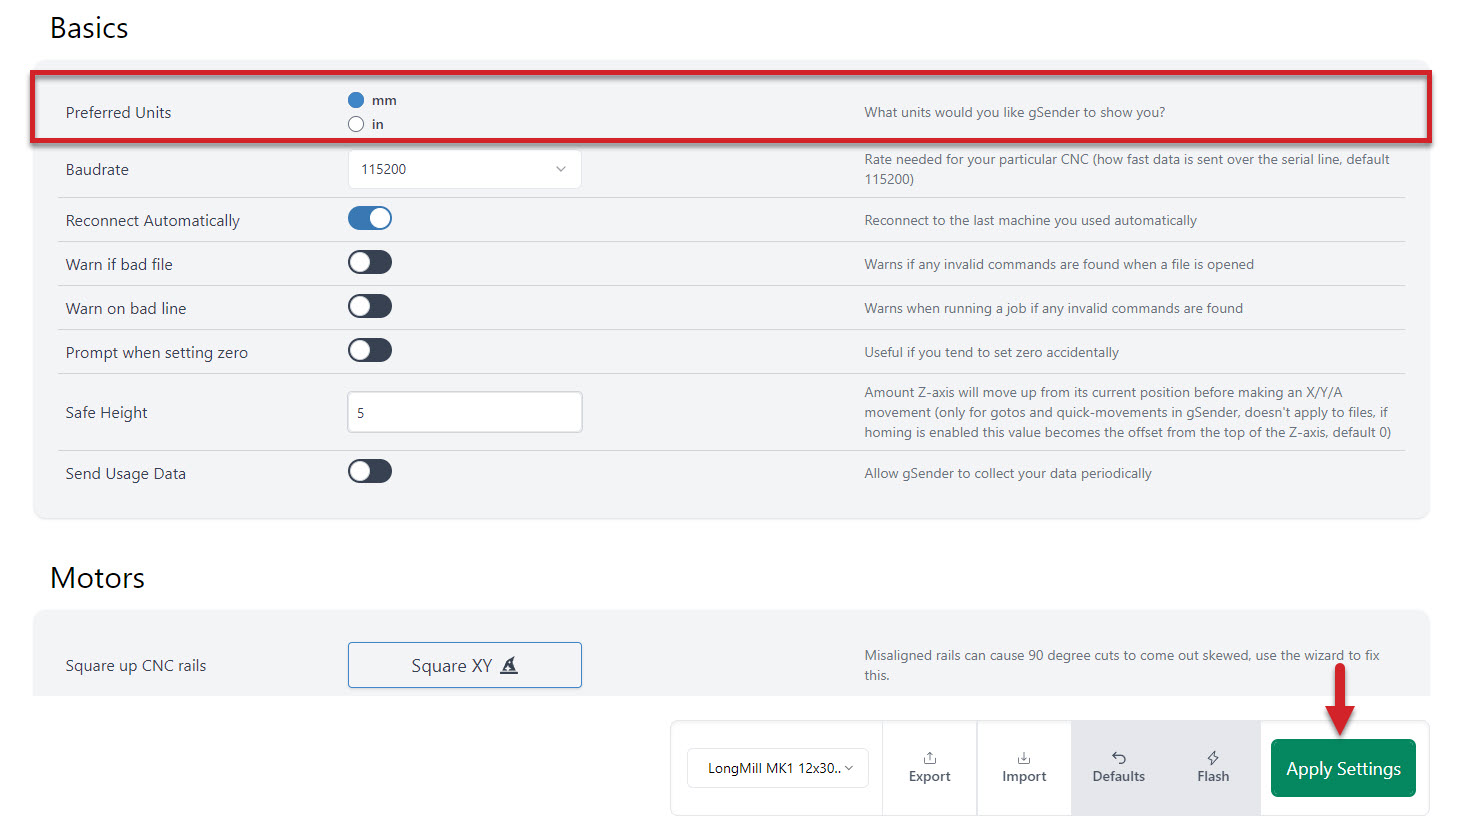 Basics
Preferred Units
mm
in
What units would you like gSender to show you?
Baudrate
115200
Rate needed for your particular CNC (how fast data is sent over the serial line, default
115200)
Reconnect Automatically
Reconnect to the last machine you used automatically
Warn if bad file
Warns if any invalid commands are found when a file is opened
Warn on bad line
Warns when running a job if any invalid commands are found
Prompt when setting zero
Useful if you tend to set zero accidentally
Safe Height
5
Amount Z-axis will move up from its current position before making an X/Y/A
movement (only for gotos and quick-movements in gSender, doesn't apply to files, if
homing is enabled this value becomes the offset from the top of the Z-axis, default 0)
Send Usage Data
Allow gSender to collect your data periodically
Motors
Square up CNC rails
Square XY
Misaligned rails can cause 90 degree cuts to come out skewed, use the wizard to fix
this.
LongMill MK1 12x30..
Export
Import
Defaults
Flash
Apply Settings